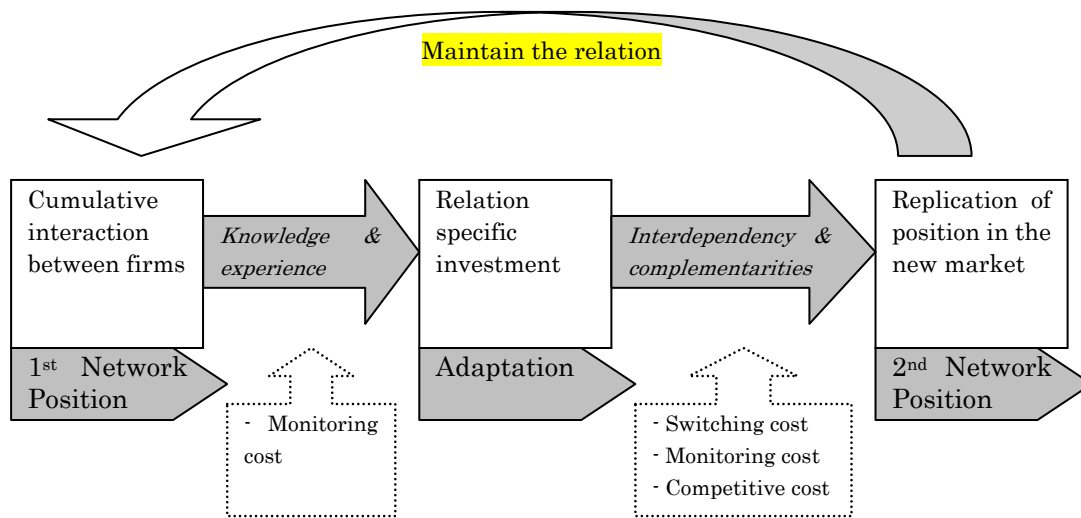 Maintain the relation
Cumulative
interaction
between firms
Knowledge &
experience
Relation
specific
investment
Interdependency &
complementarities
Replication of
position in the
new market
1st Network
Position
Adaptation
2nd Network
Position
- Monitoring
cost
- Switching cost
- Monitoring cost
- Competitive cost